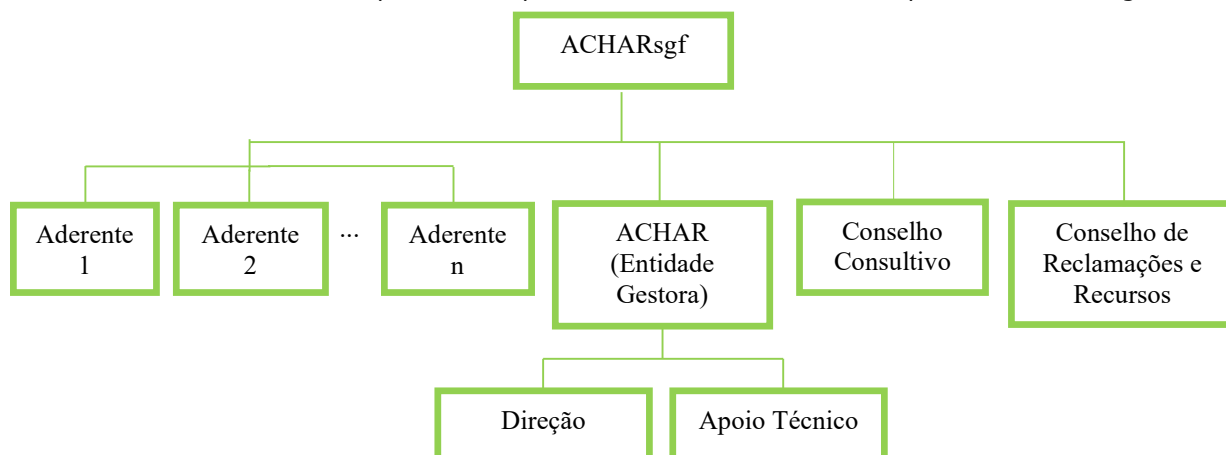 ACHARsgf
Aderente
1
Aderente
2
...
Aderente
n
ACHAR
(Entidade
Gestora)
Conselho
Consultivo
Conselho de
Reclamações e
Recursos
Direção
Apoio Técnico